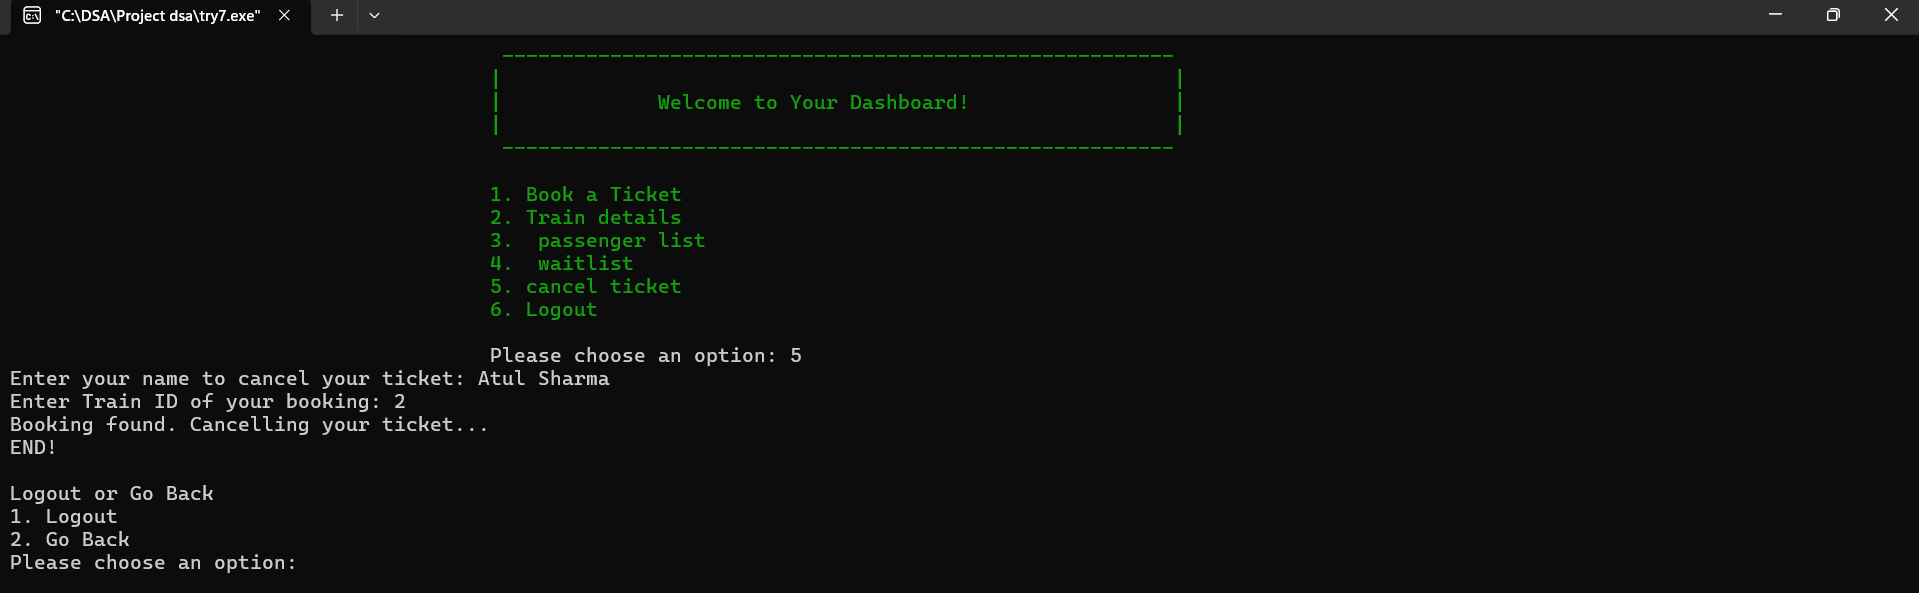 "C:\DSA\Project dsa\try7.exe"
Welcome to Your Dashboard!
1. Book a Ticket
2. Train details
3.  passenger list
4.  waitlist
5. cancel ticket
6. Logout
Please choose an option: 5
Enter your name to cancel your ticket: Atul Sharma
Enter Train ID of your booking: 2
Booking found. Cancelling your ticket...
END!
Logout or Go Back
1. Logout
2. Go Back
Please choose an option: